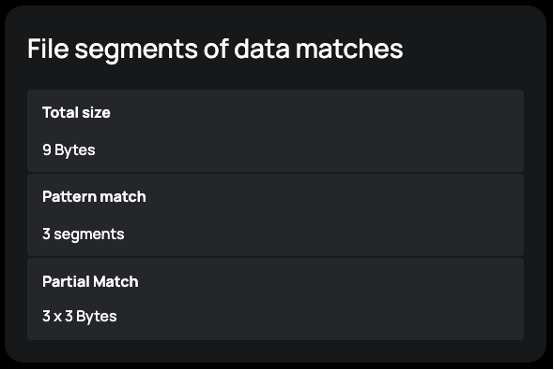 File segments of data matches
Total size
9 Bytes
Pattern match
3 segments
Partial Match
3 x 3 Bytes